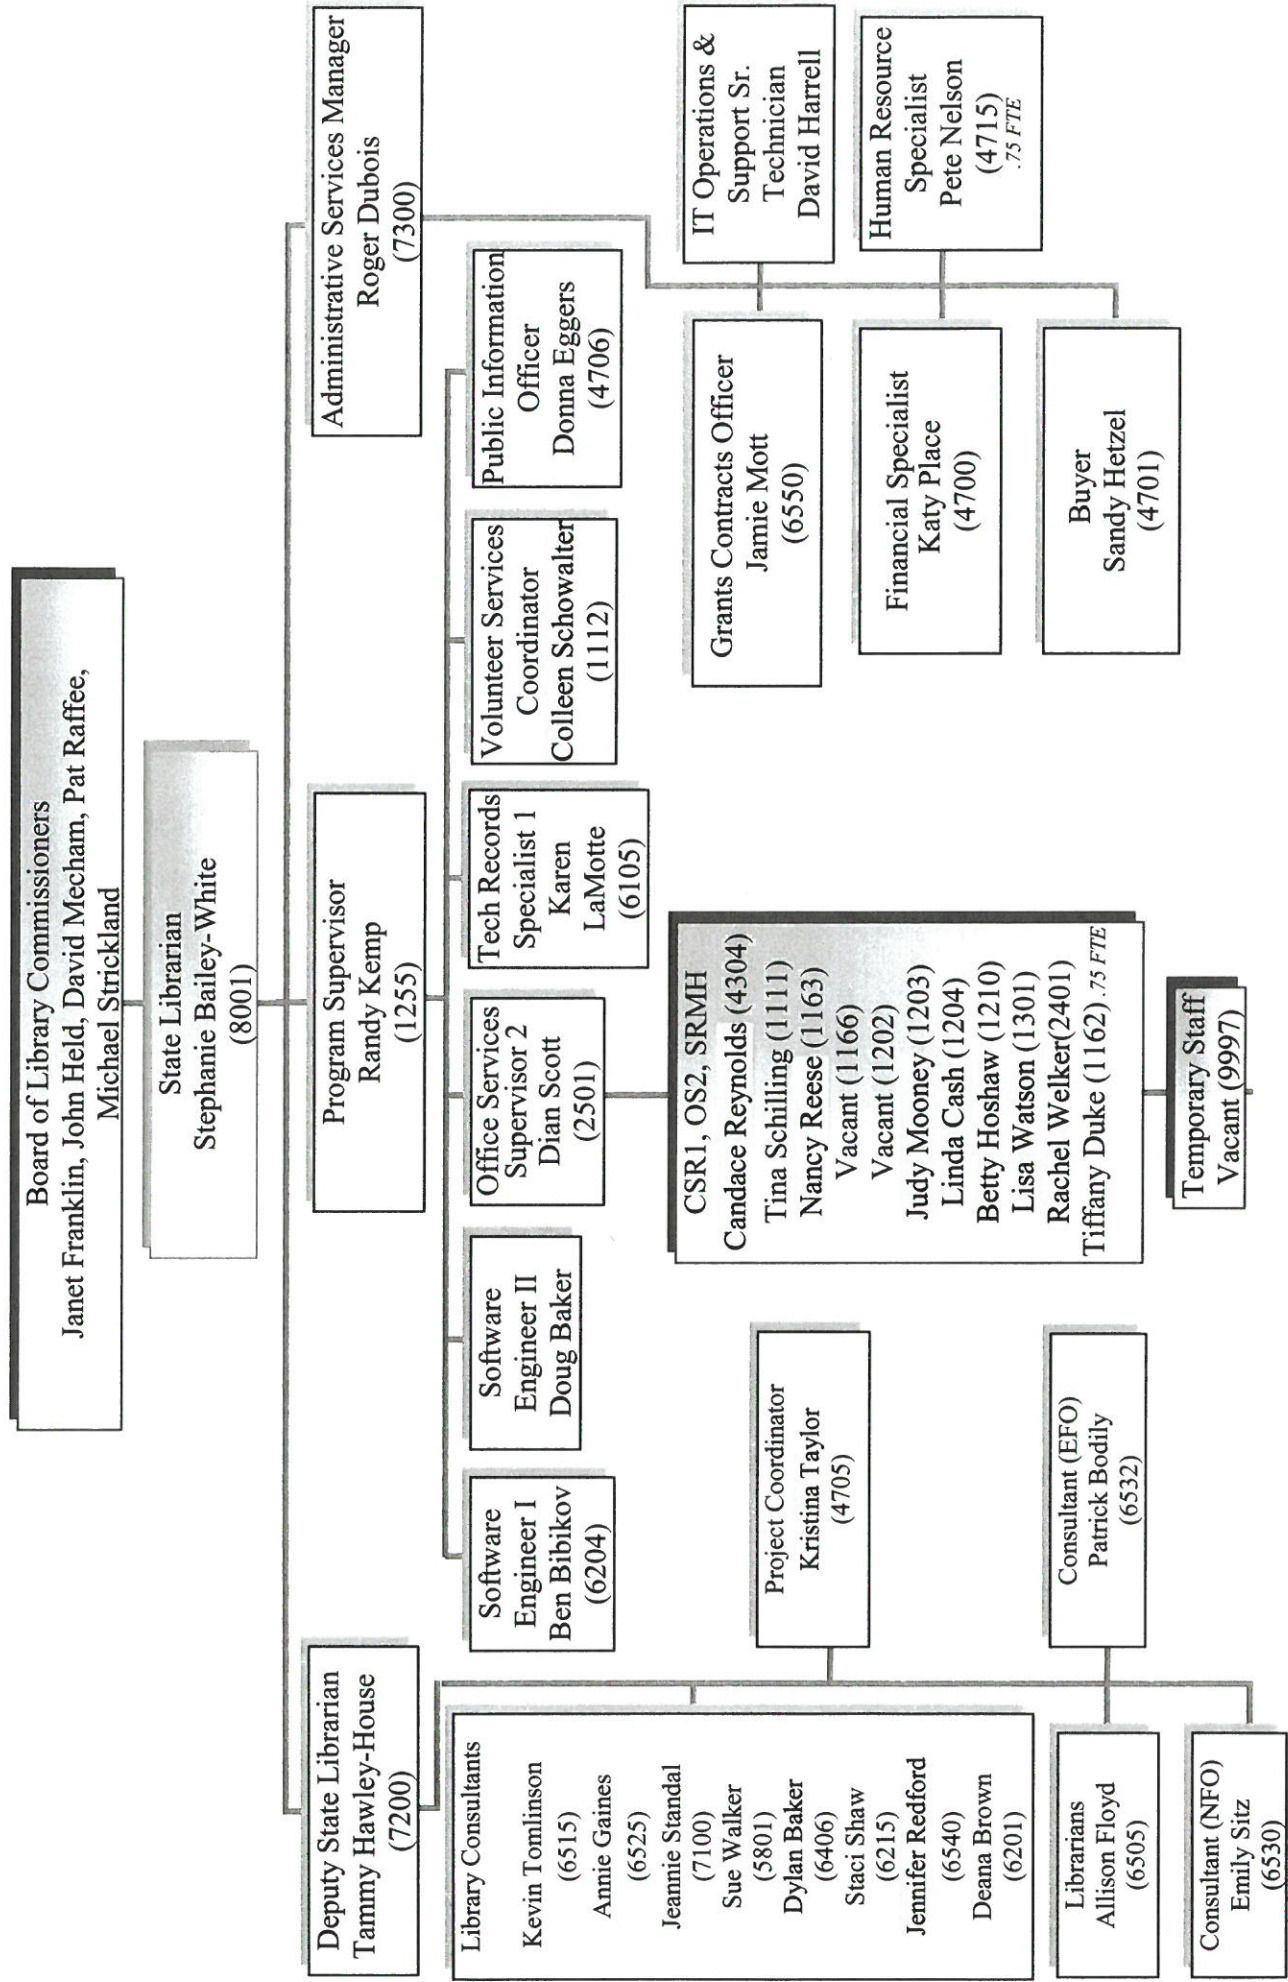 Board of Library Commissioners
Janet Franklin, John Held, David Mecham, Pat Raffee,
Michael Strickland
State Librarian
Stephanie Bailey-White
(8001)
Deputy State Librarian
Tammy Hawley-House
(7200)
Program Supervisor
Randy Kemp
(1255)
Administrative Services Manager
Roger Dubois
(7300)
Software
Engineer I
Ben Bibikov
(6204)
Software
Engineer II
Doug Baker
Office Services
Supervisor 2
Dian Scott
(2501)
Tech Records
Specialist 1
Karen
LaMotte
(6105)
Volunteer Services
Coordinator
Colleen Schowalter
(1112)
Public Information
Officer
Donna Eggers
(4706)
Library Consultants
Kevin Tomlinson
(6515)
Annie Gaines
(6525)
Jeannie Standal
(7100)
Sue Walker
(5801)
Dylan Baker
(6406)
Staci Shaw
(6215)
Jennifer Redford
(6540)
Deana Brown
(6201)
Project Coordinator
Kristina Taylor
(4705)
Librarians
Allison Floyd
(6505)
Consultant (EFO)
Patrick Bodily
(6532)
Consultant (NFO)
Emily Sitz
(6530)
CSR1, OS2, SRMH
Candace Reynolds (4304)
Tina Schilling (1111)
Nancy Reese (1163)
Vacant (1166)
Vacant (1202)
Judy Mooney (1203)
Linda Cash (1204)
Betty Hoshaw (1210)
Lisa Watson (1301)
Rachel Welker(2401)
Tiffany Duke (1162) .75 FTE
Temporary Staff
Vacant (9997)
Grants Contracts Officer
Jamie Mott
(6550)
IT Operations &
Support Sr.
Technician
David Harrell
Financial Specialist
Katy Place
(4700)
Human Resource
Specialist
Pete Nelson
(4715)
.75 FTE
Buyer
Sandy Hetzel
(4701)